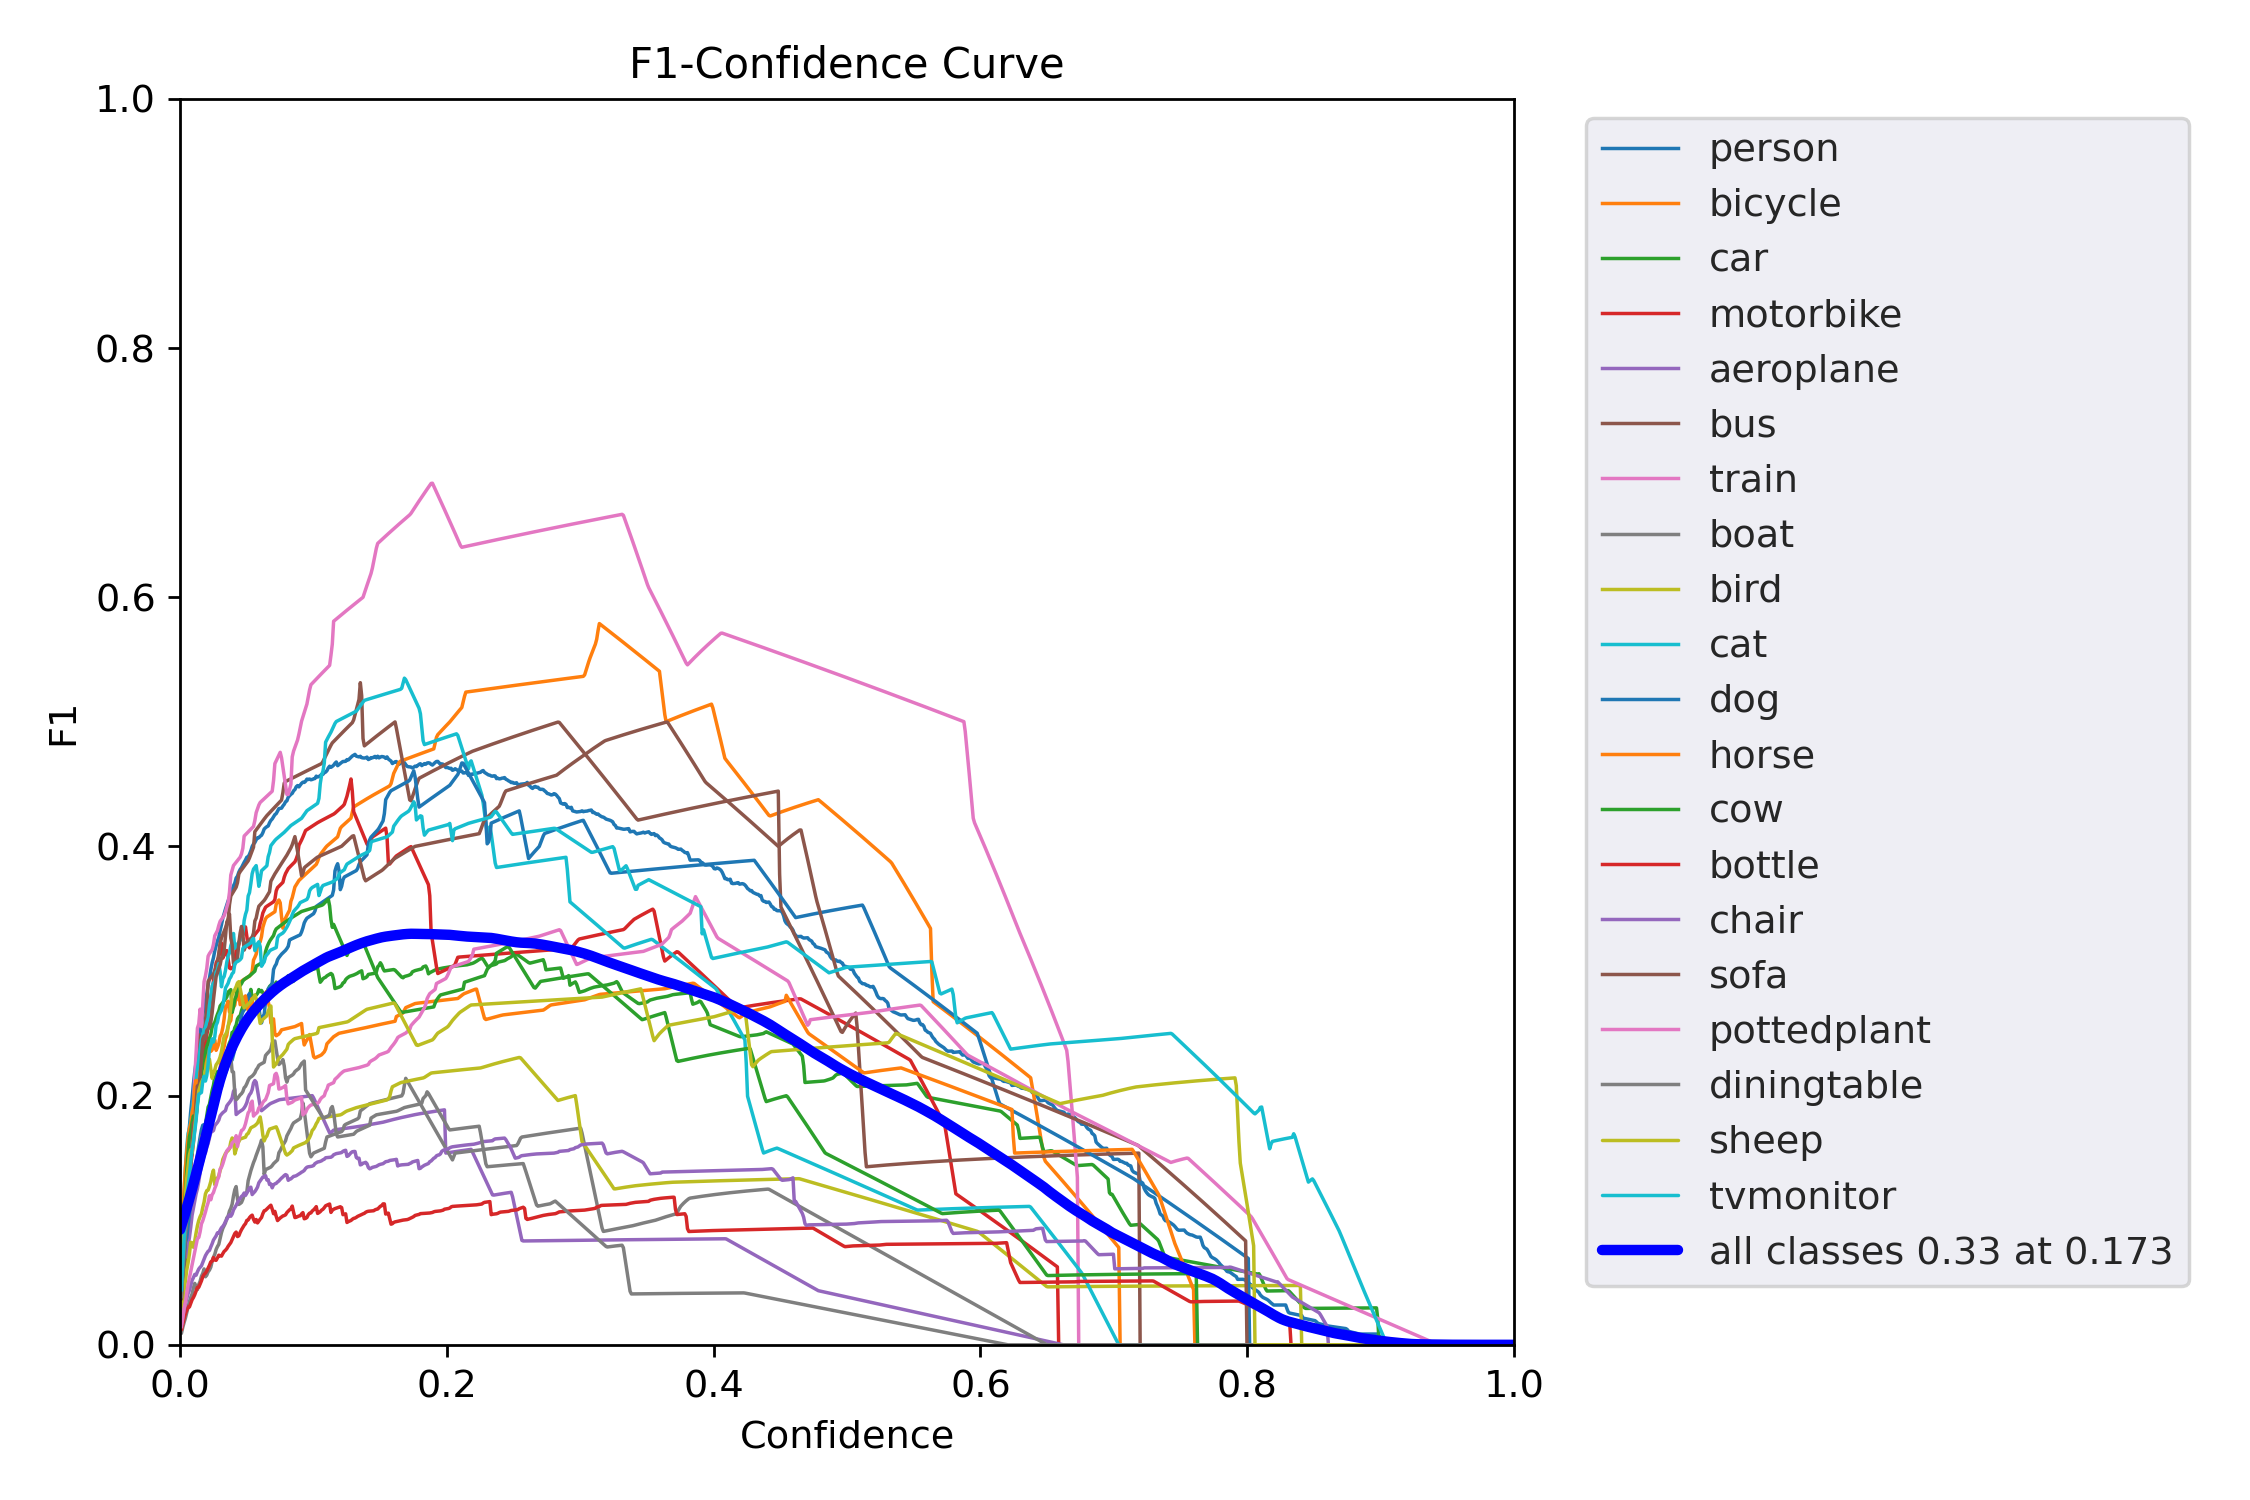 F1-Confidence Curve
1.0
0.8
0.6
0.4
0.2
0.0
F1
0.0 0.2 0.4 0.6 0.8 1.0
Confidence
person
bicycle
car
motorbike
aeroplane
bus
train
boat
bird
cat
dog
horse
cow
bottle
chair
sofa
pottedplant
diningtable
sheep
tvmonitor
all classes 0.33 at 0.173